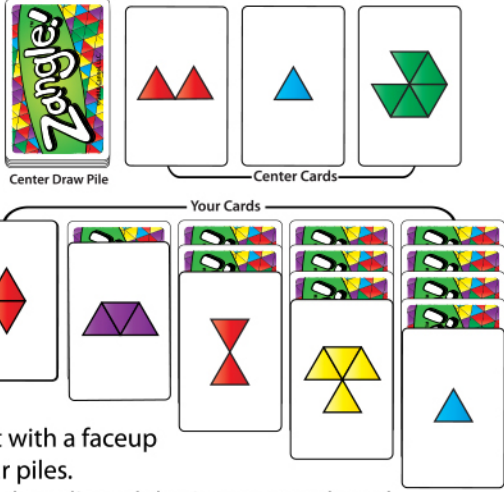 Zangle!
Center Draw Pile
Center Cards
Your Cards
t with a faceup
r piles.